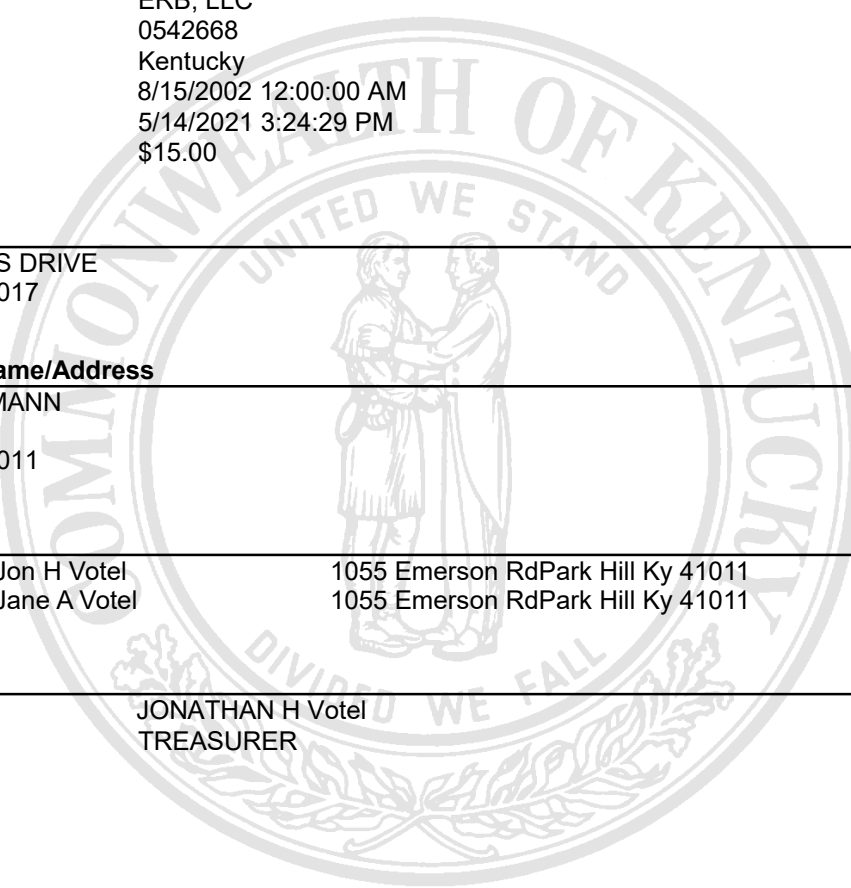 ERB, LLC
0542668
Kentucky
8/15/2002 12:00:00 AM
5/14/2021 3:24:29 PM
$15.00
COMMONWEALTH OF KENTUCKY
UNITED WE STAND
S DRIVE
017
ame/Address
MANN
011
Jon H Votel 1055 Emerson RdPark Hill Ky 41011
Jane A Votel 1055 Emerson RdPark Hill Ky 41011
DIVIDED WE FALL
JONATHAN H Votel
TREASURER